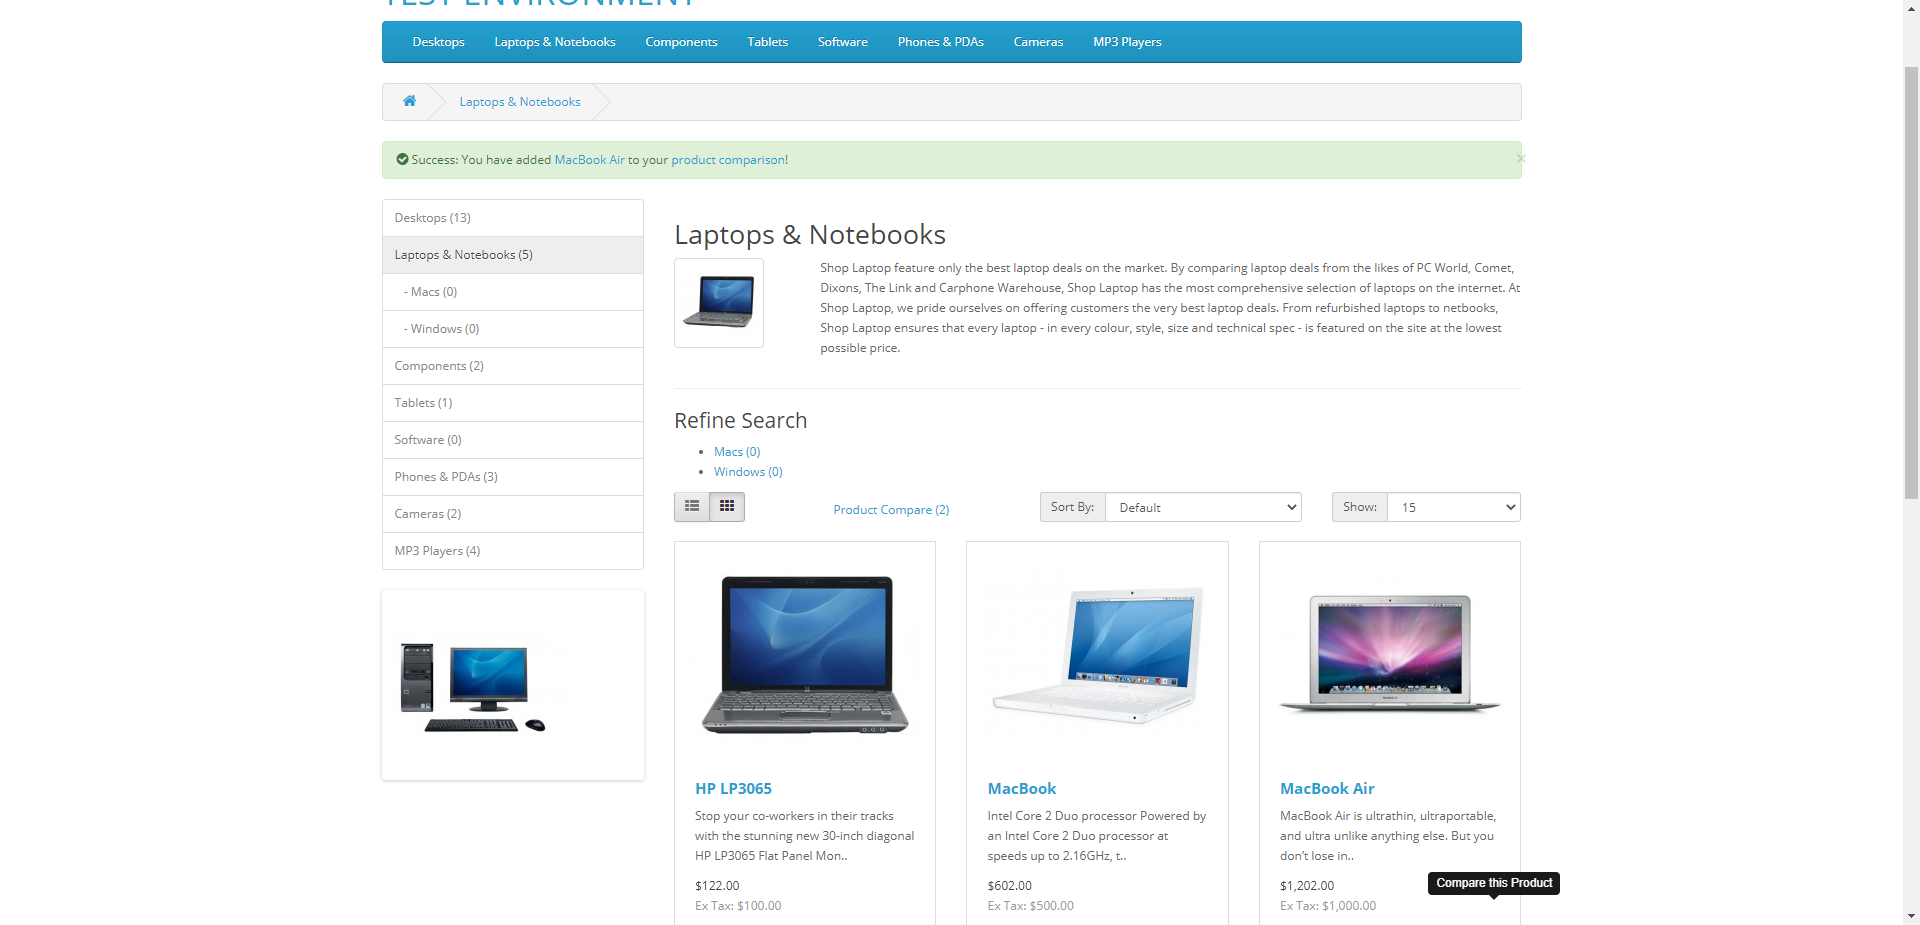 TEST ENVIRONMENT
Desktops
Laptops & Notebooks
Components
Tablets
Software
Phones & PDAs
Cameras
MP3 Players
Laptops & Notebooks
Success: You have added MacBook Air to your product comparison!
×
Desktops (13)
Laptops & Notebooks (5)
- Macs (0)
- Windows (0)
Components (2)
Tablets (1)
Software (0)
Phones & PDAs (3)
Cameras (2)
MP3 Players (4)
Laptops & Notebooks
Shop Laptop feature only the best laptop deals on the market. By comparing laptop deals from the likes of PC World, Comet,
Dixons, The Link and Carphone Warehouse, Shop Laptop has the most comprehensive selection of laptops on the internet. At
Shop Laptop, we pride ourselves on offering customers the very best laptop deals. From refurbished laptops to netbooks,
Shop Laptop ensures that every laptop - in every colour, style, size and technical spec - is featured on the site at the lowest
possible price.
Refine Search
Macs (0)
Windows (0)
Product Compare (2)
Sort By:
Default
Show:
15
HP LP3065
Stop your co-workers in their tracks
with the stunning new 30-inch diagonal
HP LP3065 Flat Panel Mon..
$122.00
Ex Tax: $100.00
MacBook
Intel Core 2 Duo processor Powered by
an Intel Core 2 Duo processor at
speeds up to 2.16GHz, t..
$602.00
Ex Tax: $500.00
MacBook Air
MacBook Air is ultrathin, ultraportable,
and ultra unlike anything else. But you
don’t lose in..
$1,202.00
Ex Tax: $1,000.00
Compare this Product